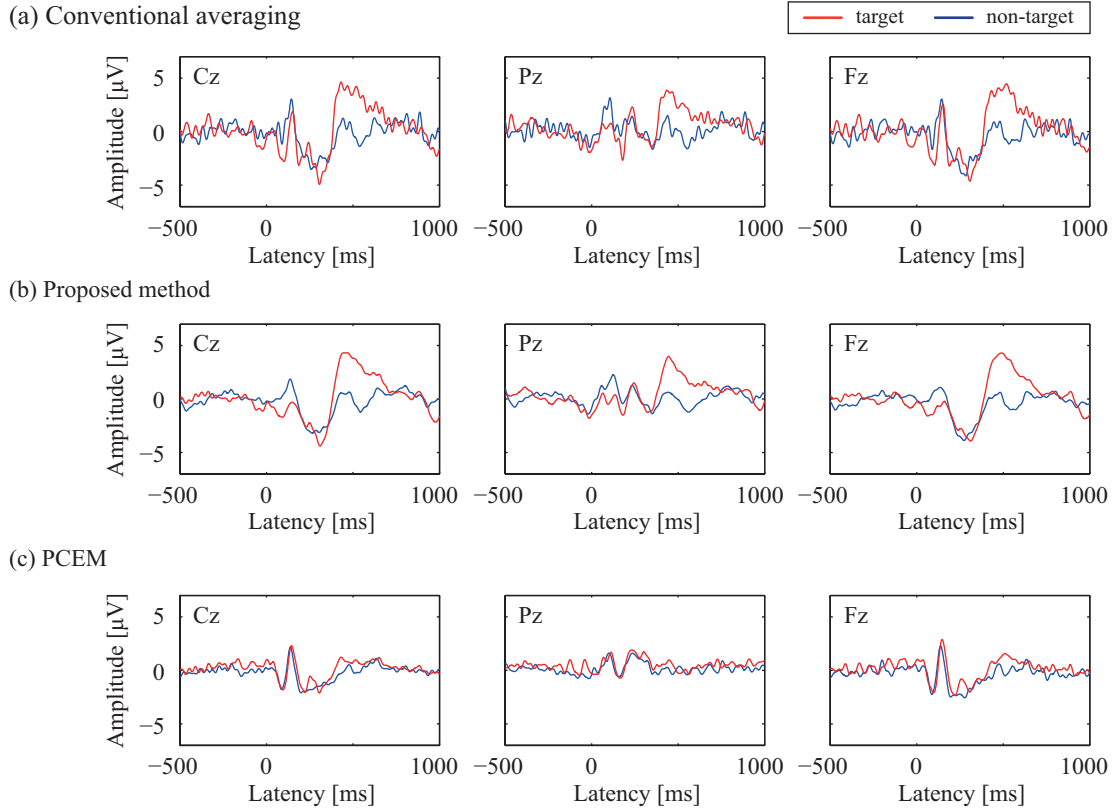 (a) Conventional averaging
target non-target
Amplitude [μV]
5
0
−5
Cz
−500 0 1000
Latency [ms]
Pz
−500 0 1000
Latency [ms]
Fz
−500 0 1000
Latency [ms]
(b) Proposed method
Amplitude [μV]
5
0
−5
Cz
−500 0 1000
Latency [ms]
Pz
−500 0 1000
Latency [ms]
Fz
−500 0 1000
Latency [ms]
(c) PCEM
Amplitude [μV]
5
0
−5
Cz
−500 0 1000
Latency [ms]
Pz
−500 0 1000
Latency [ms]
Fz
−500 0 1000
Latency [ms]